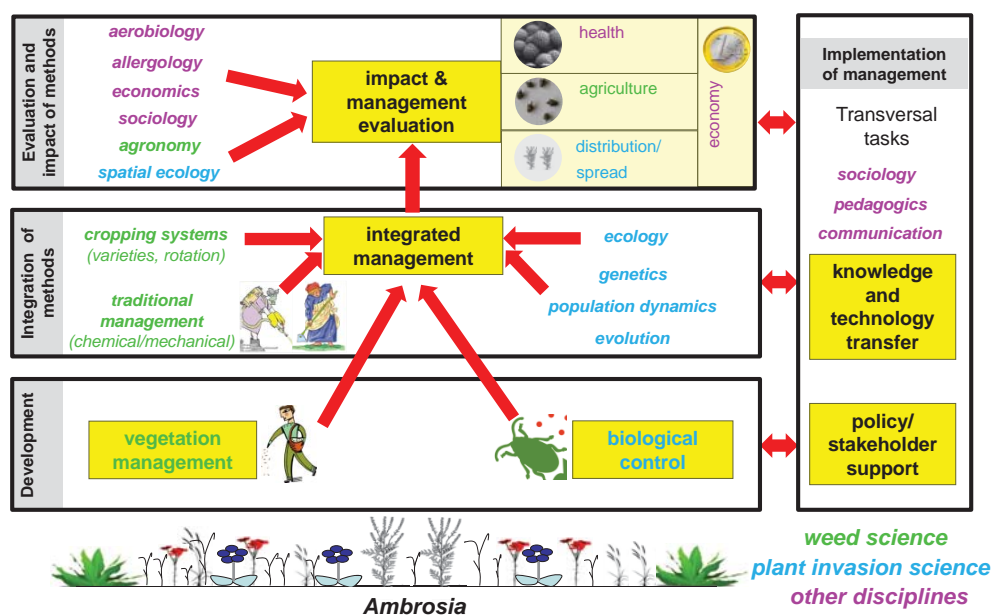 Evaluation and
impact of methods
aerobiology
allergology
economics
sociology
agronomy
spatial ecology
impact &
management
evaluation
health
agriculture
distribution/
spread
economy
Integration of
methods
cropping systems
(varieties, rotation)
traditional
management
(chemical/mechanical)
integrated
management
ecology
genetics
population dynamics
evolution
Development
vegetation
management
biological
control
Implementation
of management
Transversal
tasks
sociology
pedagogics
communication
knowledge
and
technology
transfer
policy/
stakeholder
support
Ambrosia
weed science
plant invasion science
other disciplines